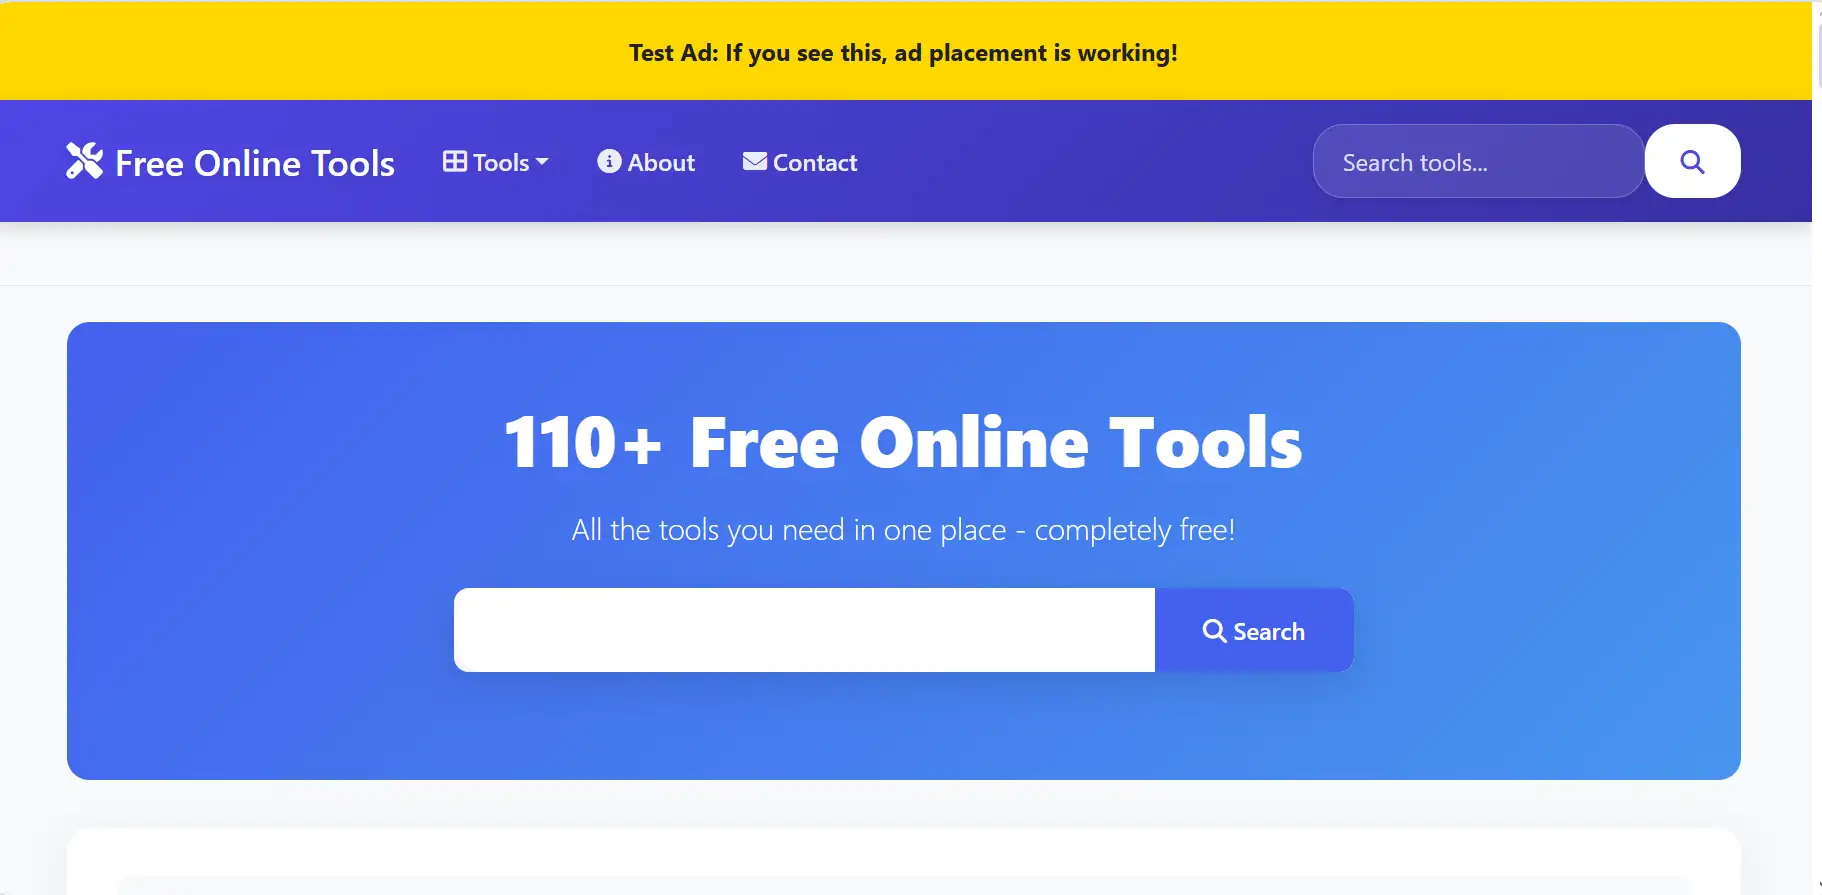 Test Ad: If you see this, ad placement is working!
Free Online Tools
Tools
About
Contact
Search tools...
110+ Free Online Tools
All the tools you need in one place - completely free!
Search